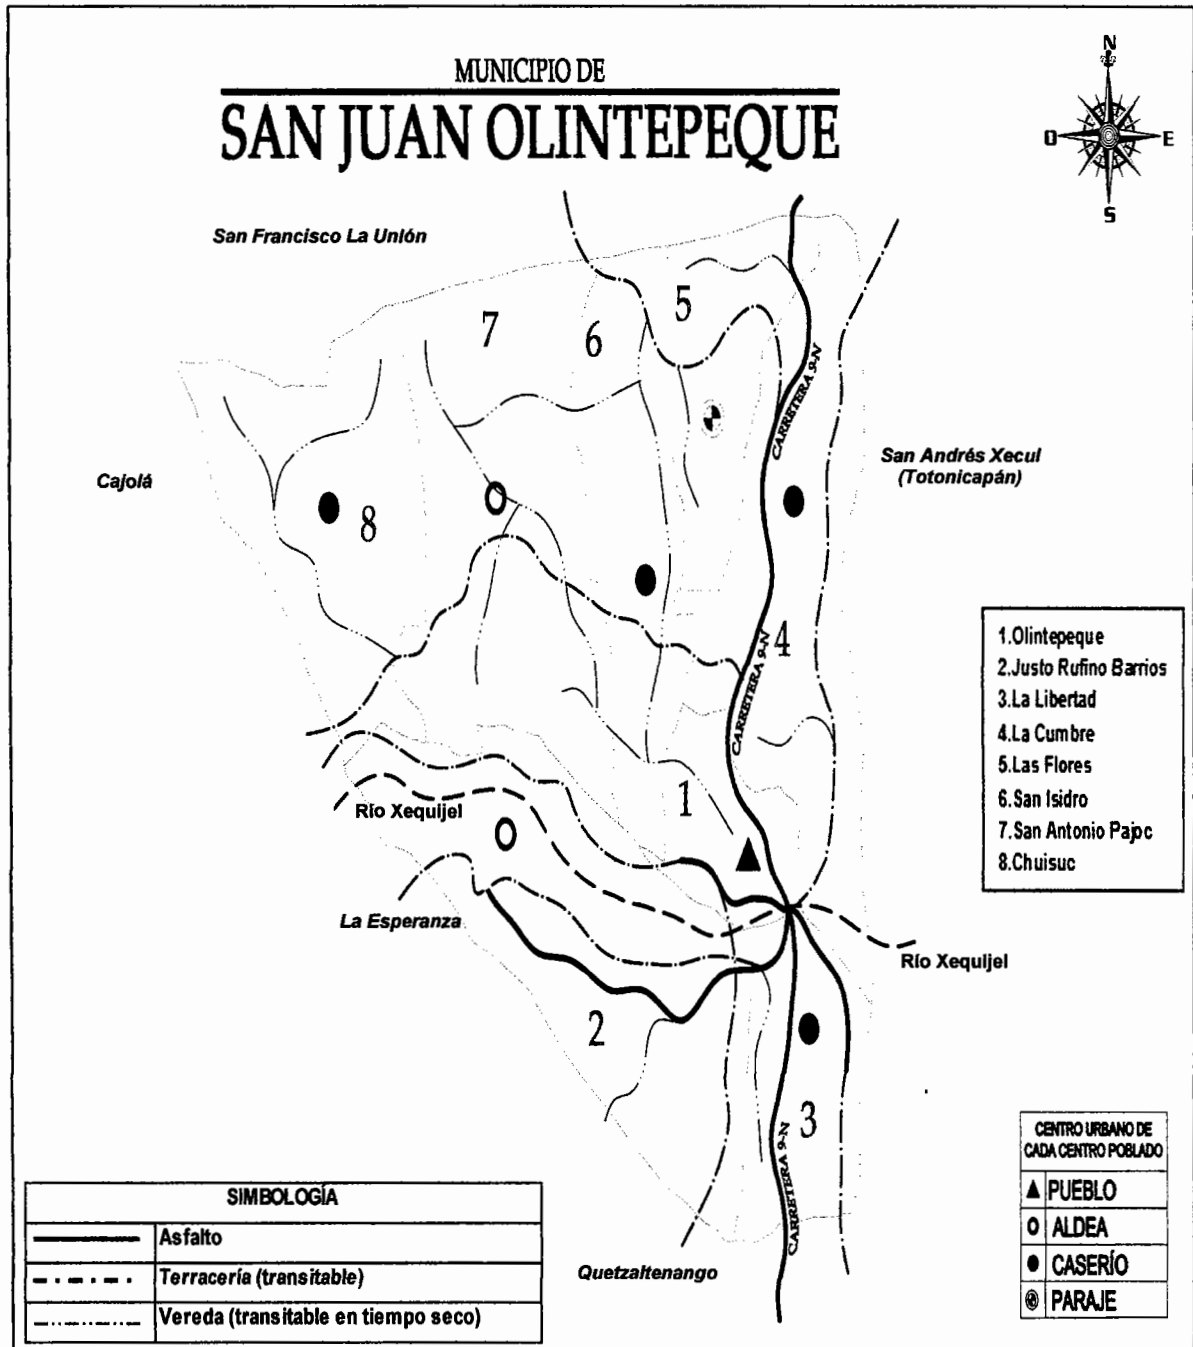 MUNICIPIO DE
SAN JUAN OLINTEPEQUE
N
O
E
S
San Francisco La Unión
5
7
6
CARRETERA 9-N
San Andrés Xecul
(Totonicapán)
Cajolá
8
4
CARRETERA 9-N
1.Olintepeque
2.Justo Rufino Barrios
3.La Libertad
4.La Cumbre
5.Las Flores
6.San Isidro
7.San Antonio Pajoc
8.Chuisuc
1
Río Xequijel
La Esperanza
Río Xequijel
2
3
CARRETERA 9-N
Quetzaltenango
CENTRO URBANO DE
CADA CENTRO POBLADO
PUEBLO
ALDEA
CASERÍO
PARAJE
SIMBOLOGÍA
Asfalto
Terracería (transitable)
Vereda (transitable en tiempo seco)